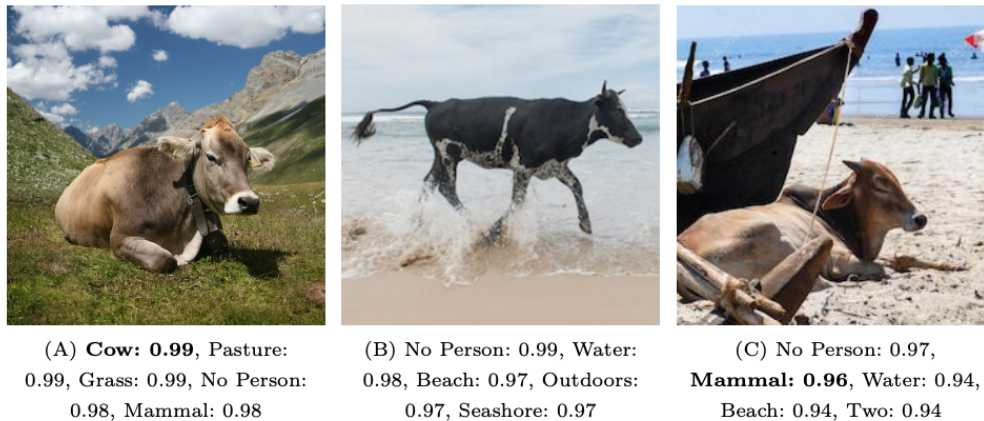 (A) Cow: 0.99, Pasture:
0.99, Grass: 0.99, No Person:
0.98, Mammal: 0.98
(B) No Person: 0.99, Water:
0.98, Beach: 0.97, Outdoors:
0.97, Seashore: 0.97
(C) No Person: 0.97,
Mammal: 0.96, Water: 0.94,
Beach: 0.94, Two: 0.94